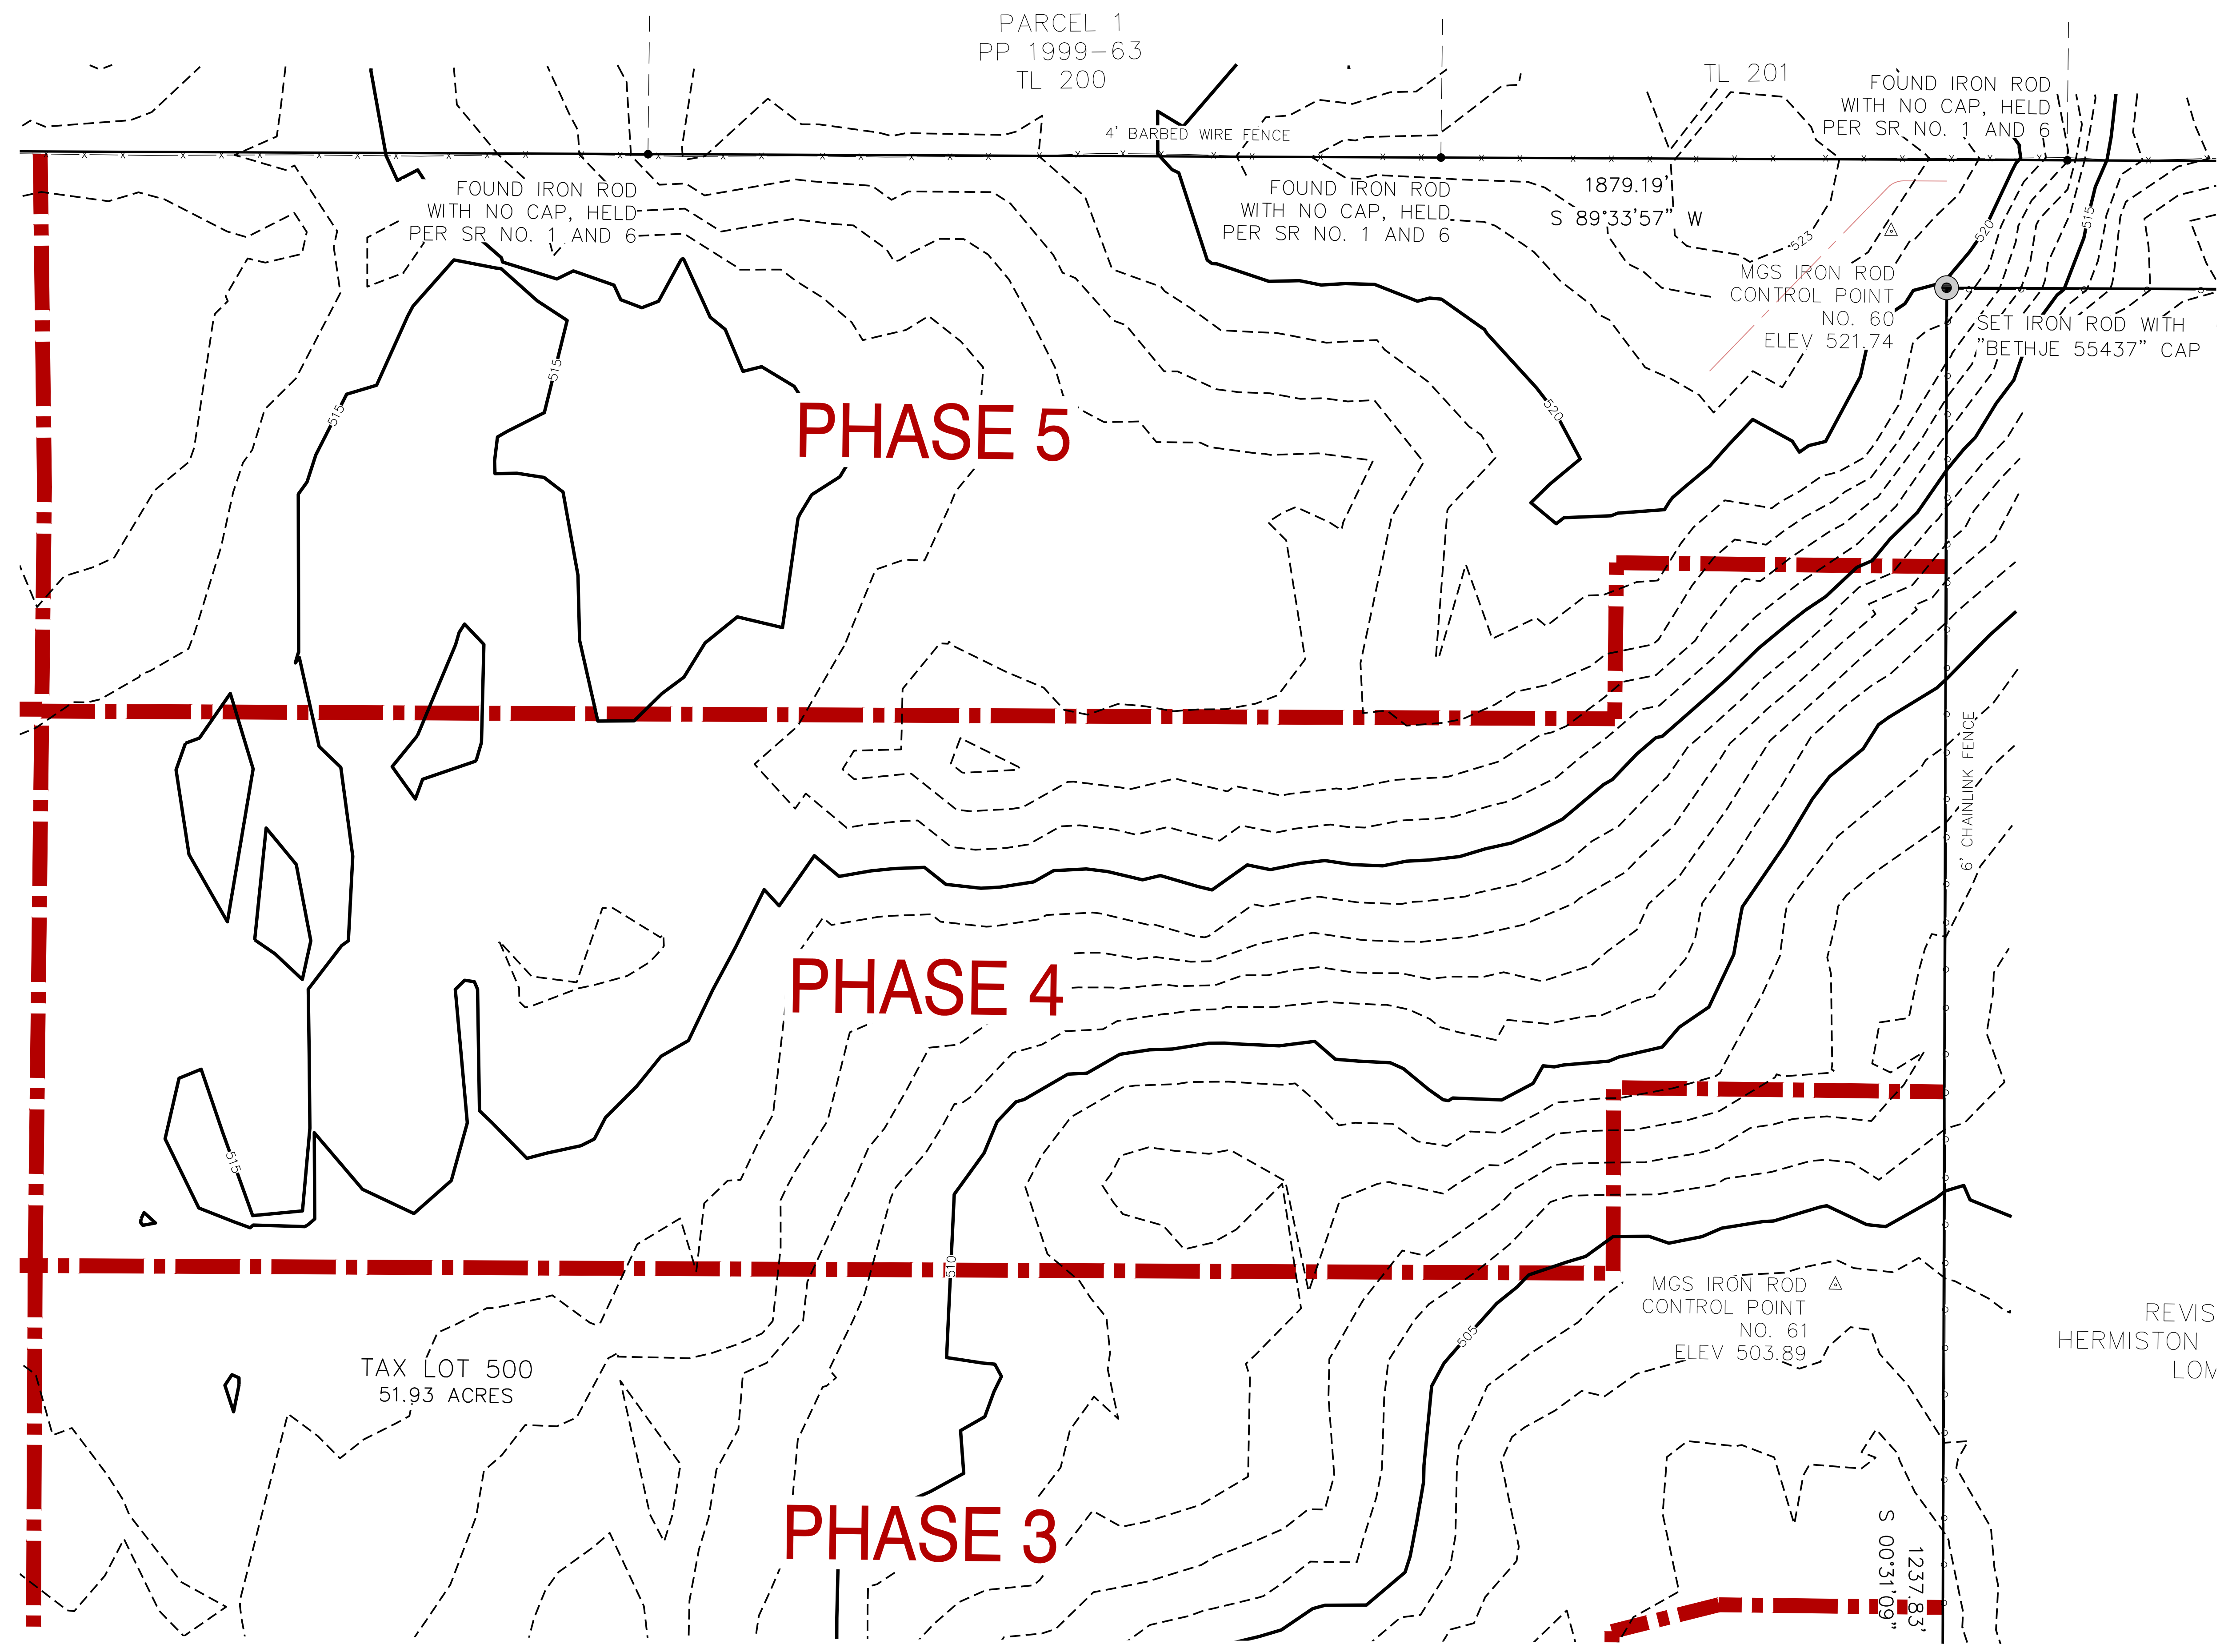 PARCEL 1
PP 1999-63
TL 200
TL 201
FOUND IRON ROD
WITH NO CAP, HELD
PER SR NO. 1 AND 6
4' BARBED WIRE FENCE
FOUND IRON ROD
WITH NO CAP, HELD
PER SR NO. 1 AND 6
FOUND IRON ROD
WITH NO CAP, HELD
PER SR NO. 1 AND 6
1879.19'
S 89°33'57" W
523
520
515
MGS IRON ROD
CONTROL POINT
NO. 60
ELEV 521.74
SET IRON ROD WITH
"BETHJE 55437" CAP
515
515
520
PHASE 5
6' CHAINLINK FENCE
PHASE 4
515
510
MGS IRON ROD
CONTROL POINT
NO. 61
ELEV 503.89
505
REVIS
HERMISTON
LOM
TAX LOT 500
51.93 ACRES
PHASE 3
1237.83'
S 00°31'09"